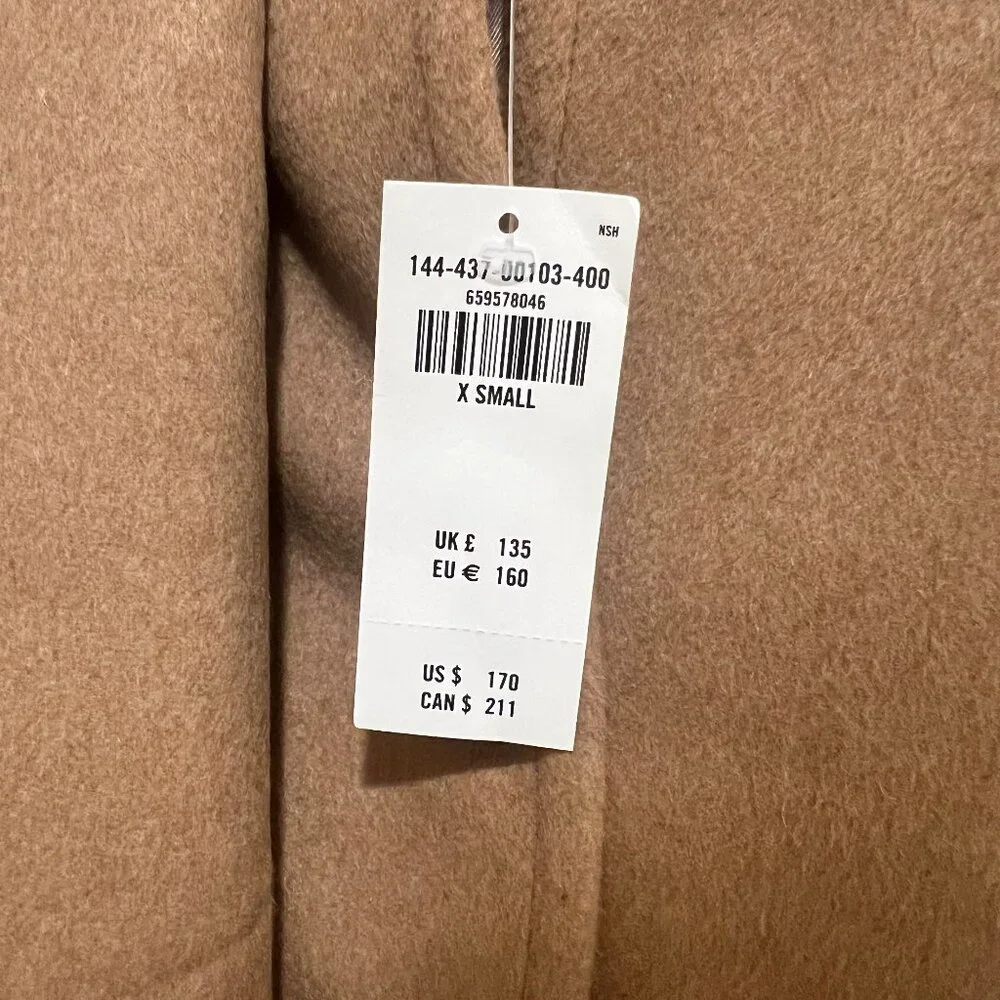 NSH
144-437-00103-400
659578046
X SMALL
UK £ 135
EU € 160
US $ 170
CAN $ 211